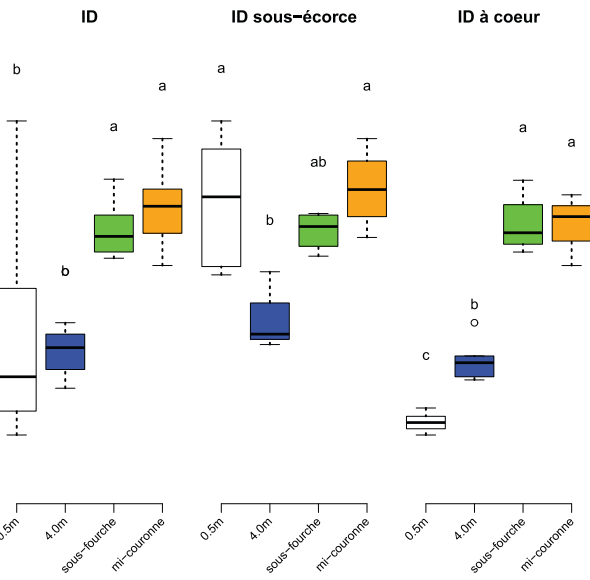 ID
ID sous−écorce
ID à coeur
b
b
a
a
a
b
ab
a
c
b
a
a
0.5m
4.0m
sous−fourche
mi−couronne
0.5m
4.0m
sous−fourche
mi−couronne
0.5m
4.0m
sous−fourche
mi−couronne